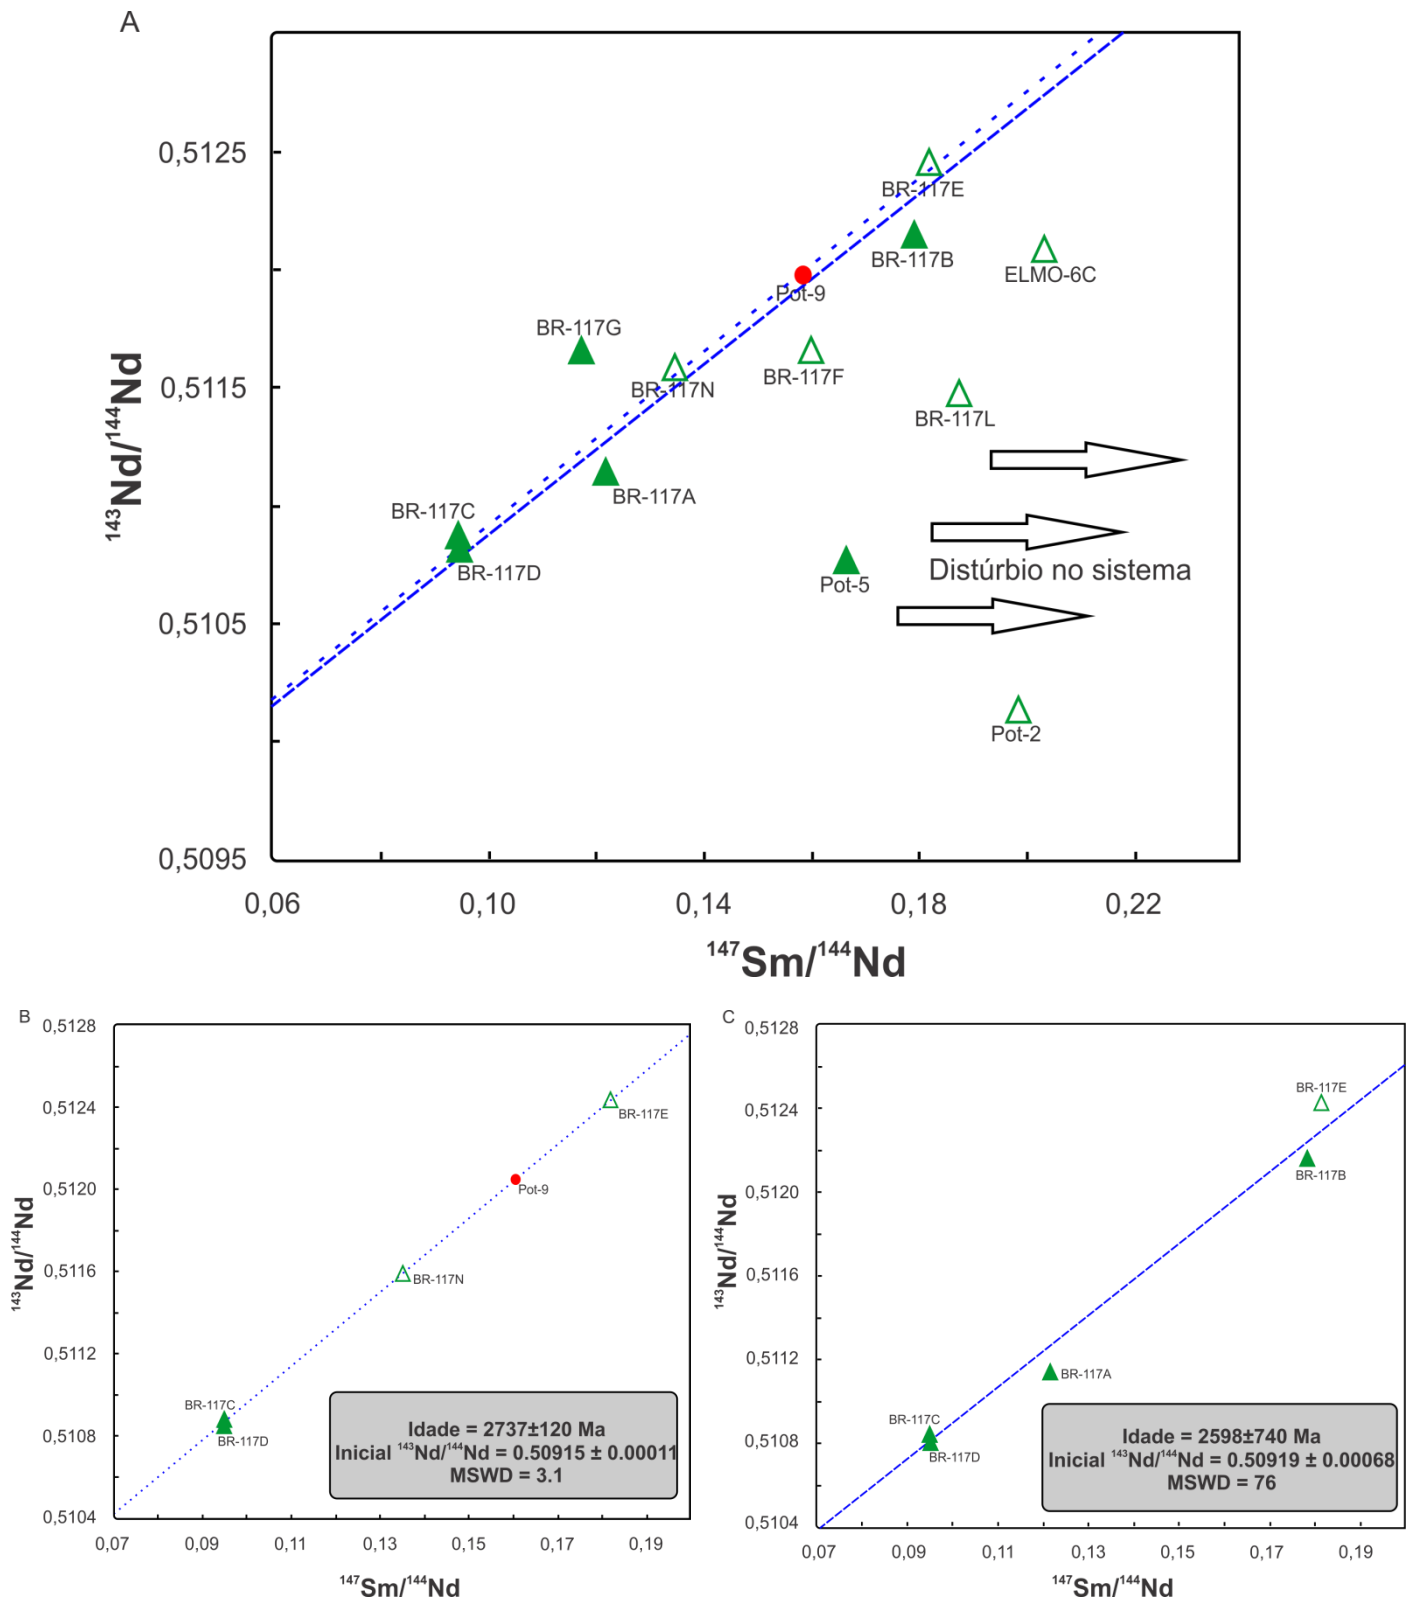 A
0,5125
0,5115
0,5105
0,5095
¹⁴³Nd/¹⁴⁴Nd
BR-117E
BR-117B
ELMO-6C
Pot-9
BR-117G
BR-117N
BR-117F
BR-117L
BR-117A
BR-117C
BR-117D
Pot-5
Distúrbio no sistema
Pot-2
0,06 0,10 0,14 0,18 0,22
¹⁴⁷Sm/¹⁴⁴Nd
B
0,5128
0,5124
0,5120
0,5116
0,5112
0,5108
0,5104
¹⁴³Nd/¹⁴⁴Nd
BR-117E
Pot-9
BR-117N
BR-117C
BR-117D
Idade = 2737±120 Ma
Inicial ¹⁴³Nd/¹⁴⁴Nd = 0.50915 ± 0.00011
MSWD = 3.1
0,07 0,09 0,11 0,13 0,15 0,17 0,19
¹⁴⁷Sm/¹⁴⁴Nd
C
0,5128
0,5124
0,5120
0,5116
0,5112
0,5108
0,5104
¹⁴³Nd/¹⁴⁴Nd
BR-117E
BR-117B
BR-117A
BR-117C
BR-117D
Idade = 2598±740 Ma
Inicial ¹⁴³Nd/¹⁴⁴Nd = 0.50919 ± 0.00068
MSWD = 76
0,07 0,09 0,11 0,13 0,15 0,17 0,19
¹⁴⁷Sm/¹⁴⁴Nd